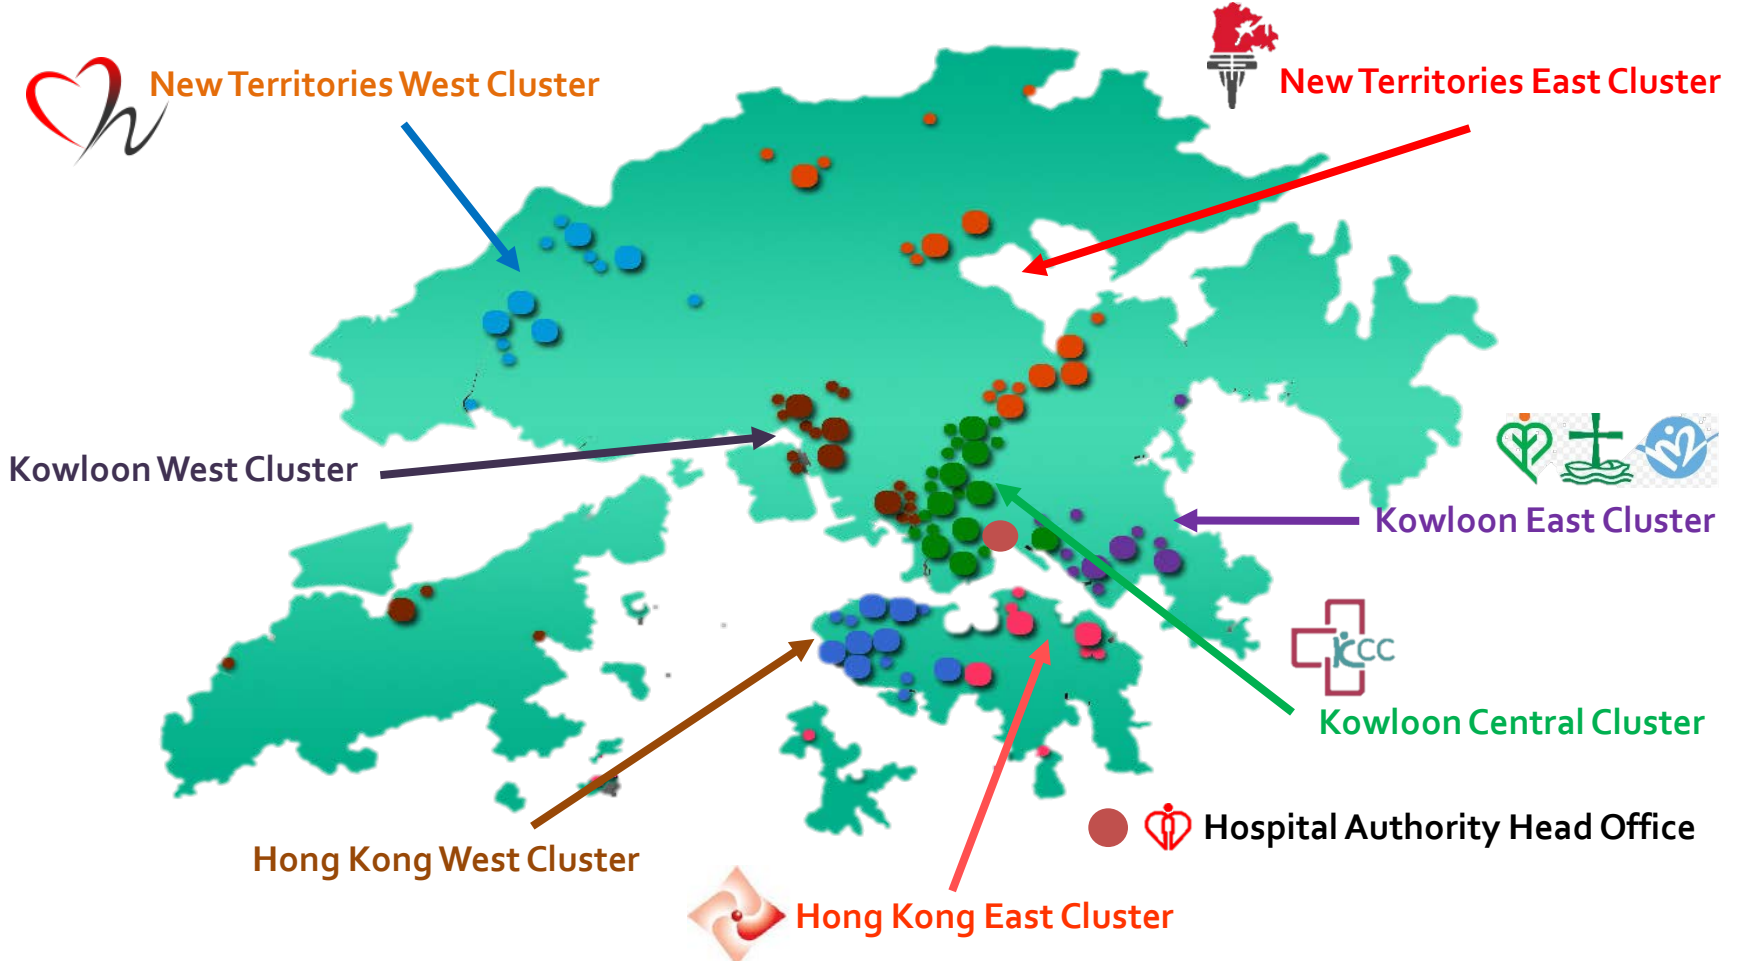 New Territories West Cluster
New Territories East Cluster
Kowloon West Cluster
Kowloon East Cluster
KCC
Kowloon Central Cluster
Hospital Authority Head Office
Hong Kong West Cluster
Hong Kong East Cluster